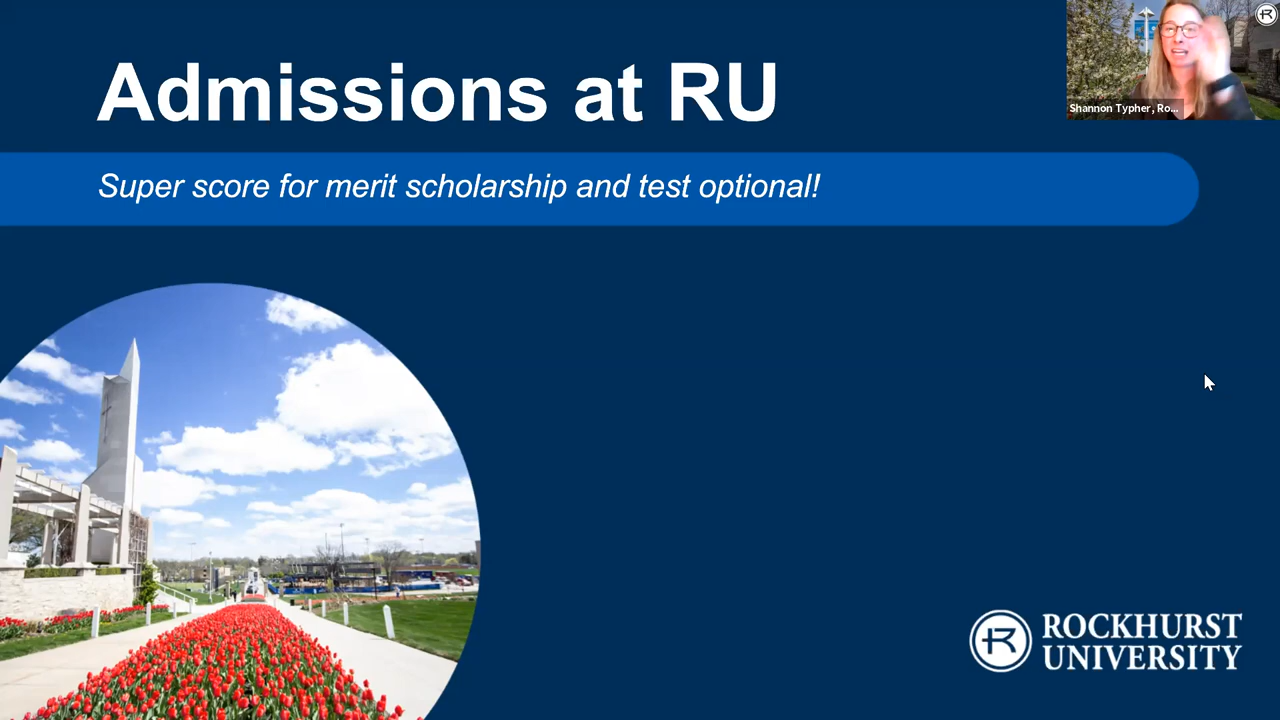 Admissions at RU
Super score for merit scholarship and test optional!
Shannon Typher, Ro...
ROCKHURST
UNIVERSITY